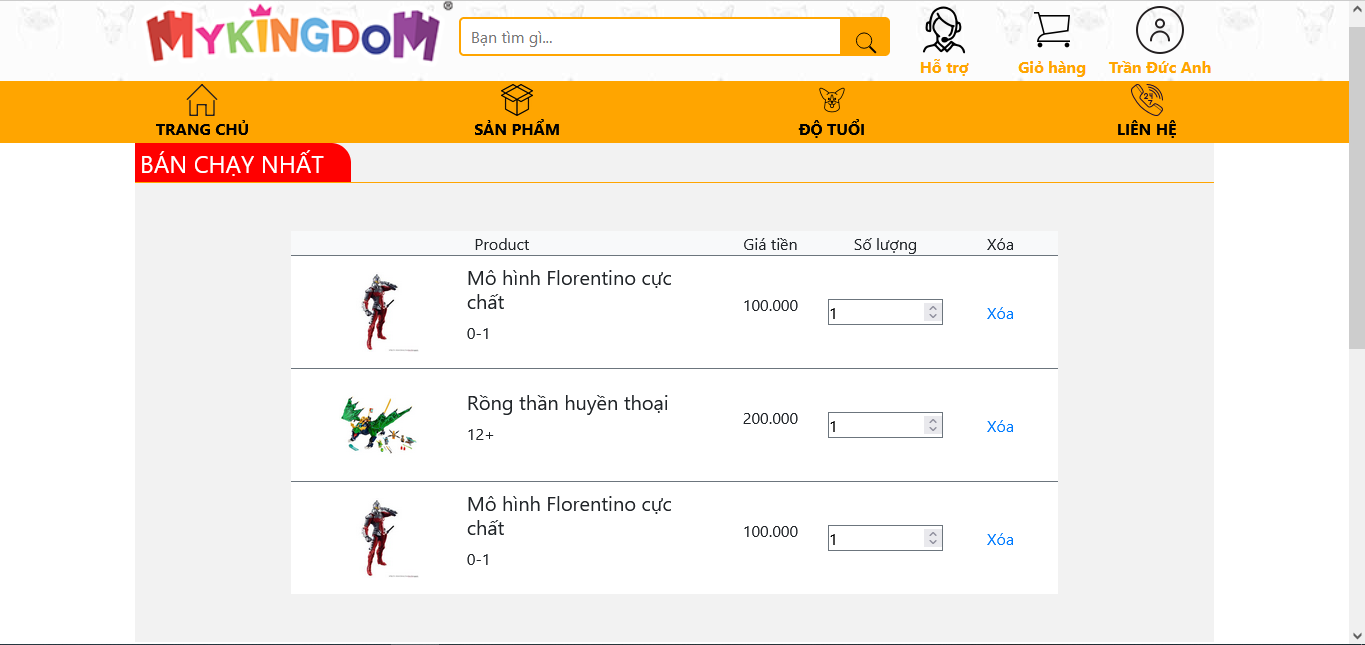 MYKINGDOM ®
Bạn tìm gì...
Hỗ trợ
Giỏ hàng
Trần Đức Anh
TRANG CHỦ
SẢN PHẨM
ĐỘ TUỔI
24
7
LIÊN HỆ
BÁN CHẠY NHẤT
Product Giá tiền Số lượng Xóa
Mô hình Florentino cực
chất
0-1
100.000
1
Xóa
Rồng thần huyền thoại
12+
200.000
1
Xóa
Mô hình Florentino cực
chất
0-1
100.000
1
Xóa